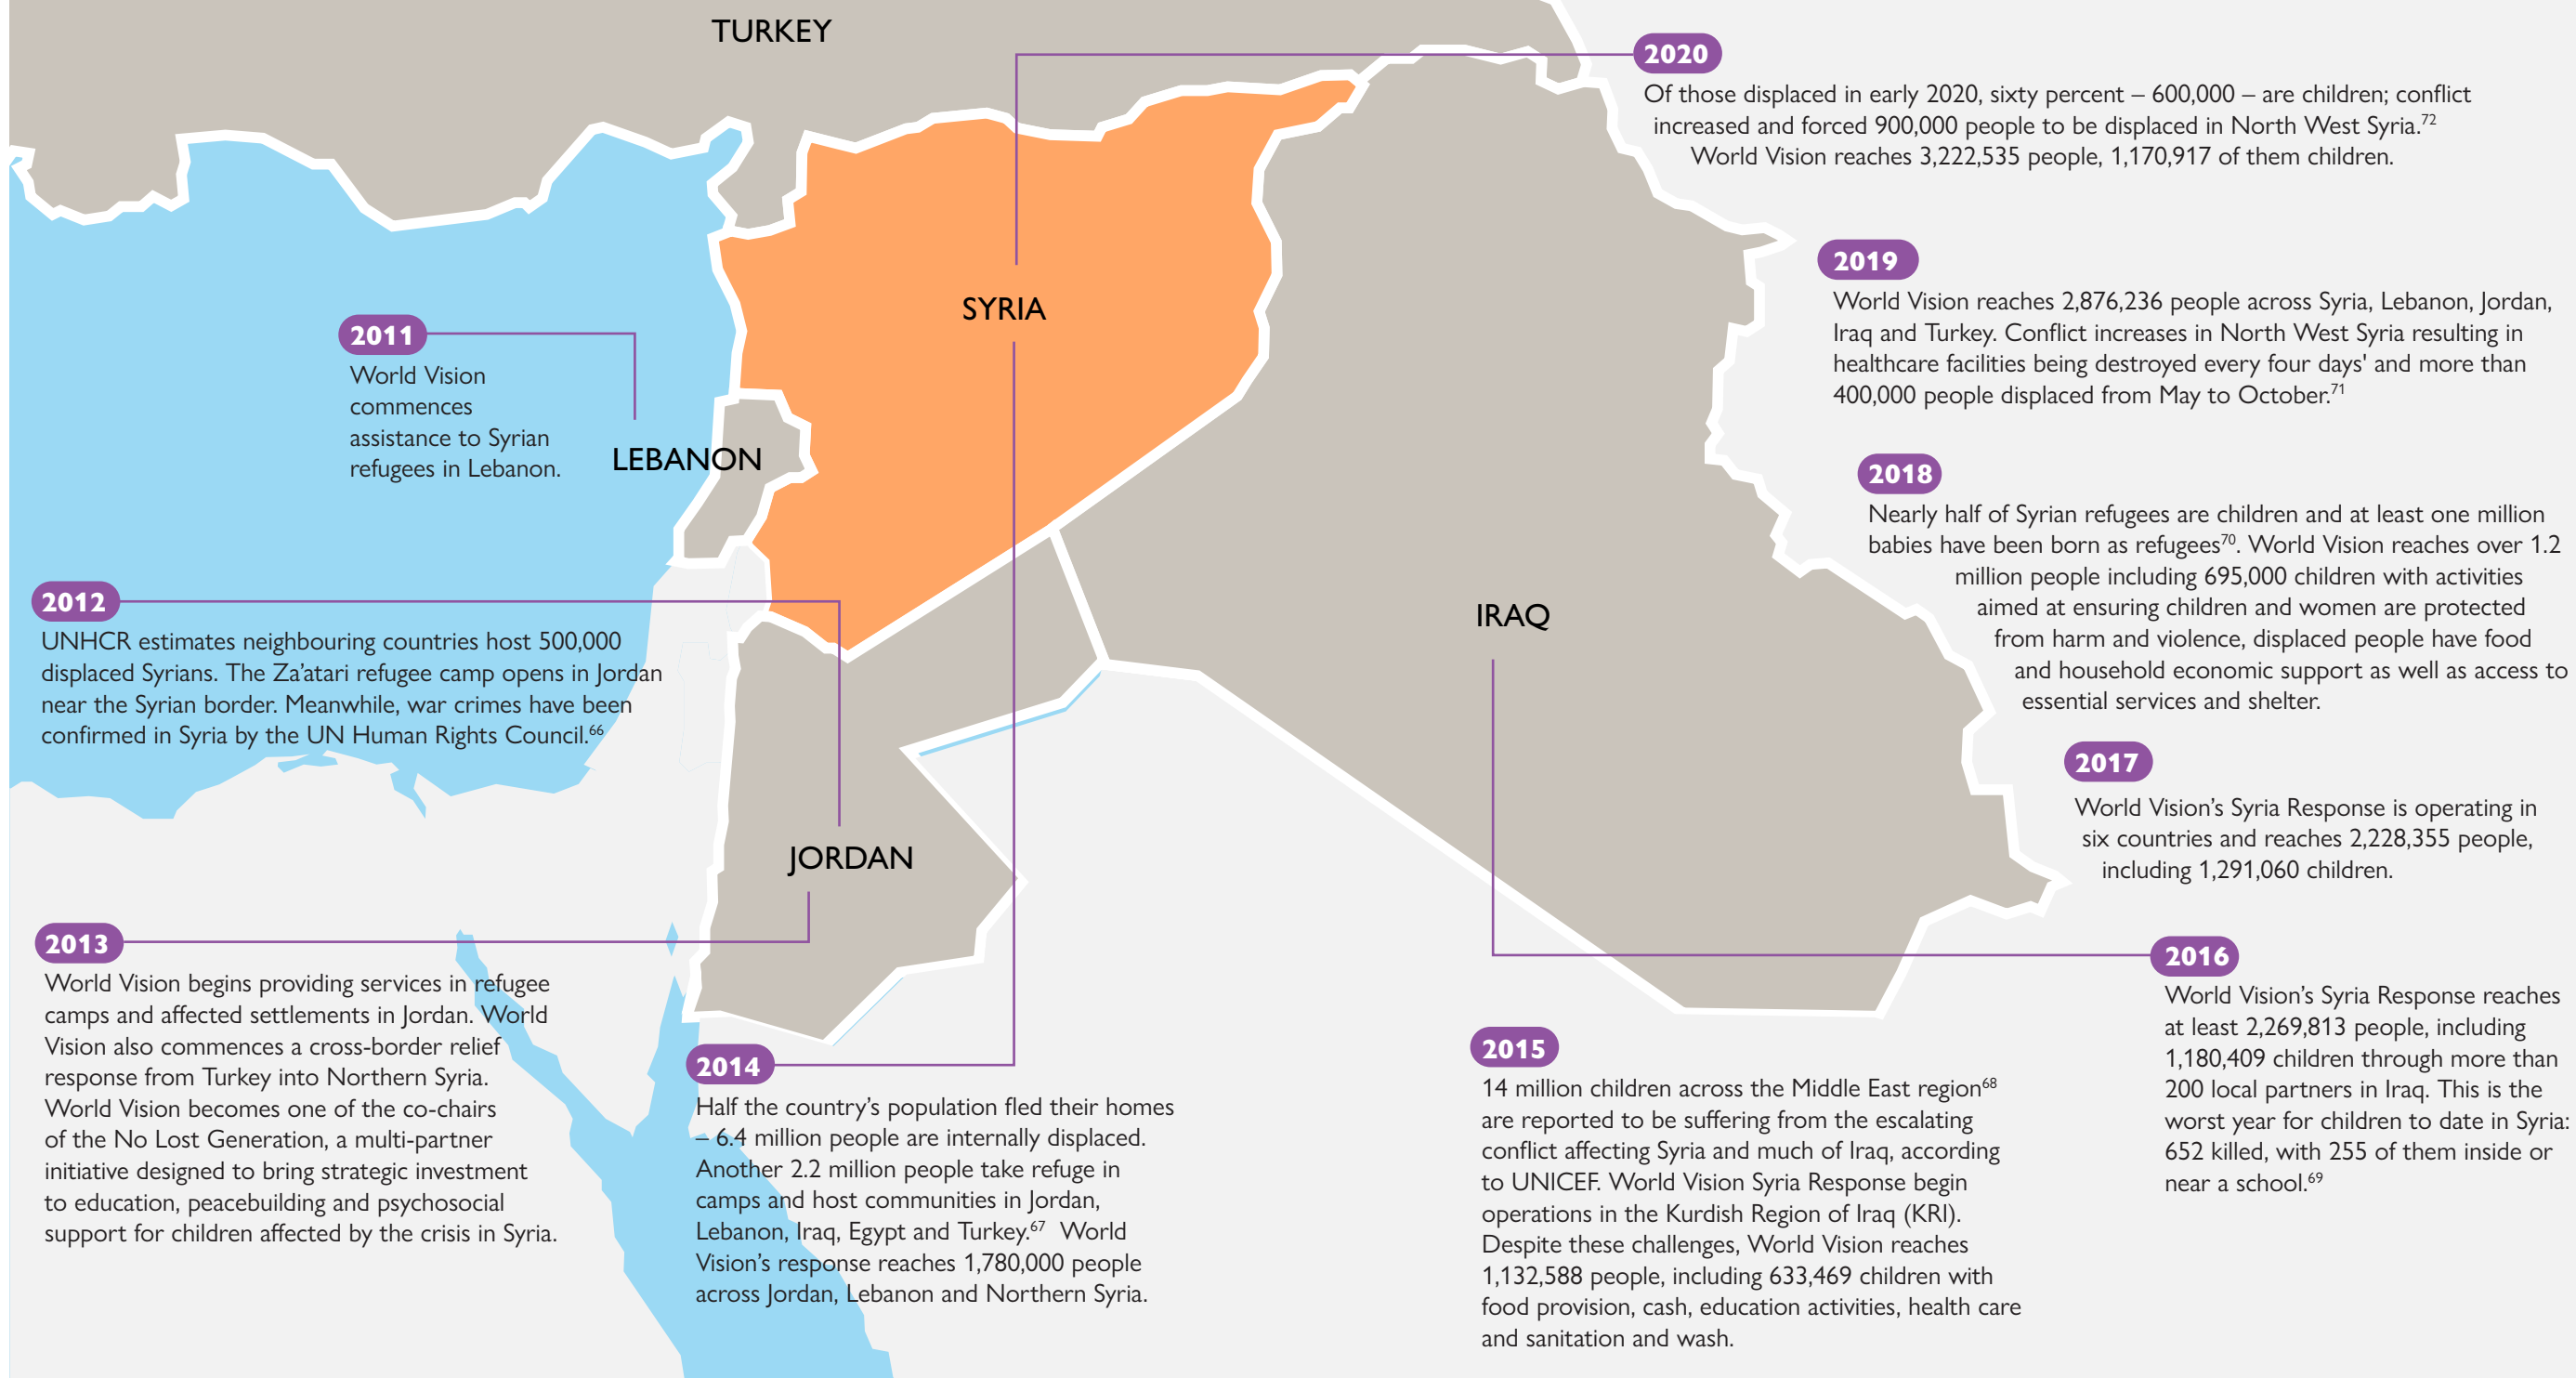 TURKEY
SYRIA
LEBANON
JORDAN
IRAQ
2011
World Vision
commences
assistance to Syrian
refugees in Lebanon.
2012
UNHCR estimates neighbouring countries host 500,000
displaced Syrians. The Za’atari refugee camp opens in Jordan
near the Syrian border. Meanwhile, war crimes have been
confirmed in Syria by the UN Human Rights Council.66
2013
World Vision begins providing services in refugee
camps and affected settlements in Jordan. World
Vision also commences a cross-border relief
response from Turkey into Northern Syria.
World Vision becomes one of the co-chairs
of the No Lost Generation, a multi-partner
initiative designed to bring strategic investment
to education, peacebuilding and psychosocial
support for children affected by the crisis in Syria.
2014
Half the country’s population fled their homes
– 6.4 million people are internally displaced.
Another 2.2 million people take refuge in
camps and host communities in Jordan,
Lebanon, Iraq, Egypt and Turkey.67 World
Vision’s response reaches 1,780,000 people
across Jordan, Lebanon and Northern Syria.
2015
14 million children across the Middle East region68
are reported to be suffering from the escalating
conflict affecting Syria and much of Iraq, according
to UNICEF. World Vision Syria Response begin
operations in the Kurdish Region of Iraq (KRI).
Despite these challenges, World Vision reaches
1,132,588 people, including 633,469 children with
food provision, cash, education activities, health care
and sanitation and wash.
2016
World Vision’s Syria Response reaches
at least 2,269,813 people, including
1,180,409 children through more than
200 local partners in Iraq. This is the
worst year for children to date in Syria:
652 killed, with 255 of them inside or
near a school.69
2017
World Vision’s Syria Response is operating in
six countries and reaches 2,228,355 people,
including 1,291,060 children.
2018
Nearly half of Syrian refugees are children and at least one million
babies have been born as refugees70. World Vision reaches over 1.2
million people including 695,000 children with activities
aimed at ensuring children and women are protected
from harm and violence, displaced people have food
and household economic support as well as access to
essential services and shelter.
2019
World Vision reaches 2,876,236 people across Syria, Lebanon, Jordan,
Iraq and Turkey. Conflict increases in North West Syria resulting in
healthcare facilities being destroyed every four days' and more than
400,000 people displaced from May to October.71
2020
Of those displaced in early 2020, sixty percent – 600,000 – are children; conflict
increased and forced 900,000 people to be displaced in North West Syria.72
World Vision reaches 3,222,535 people, 1,170,917 of them children.